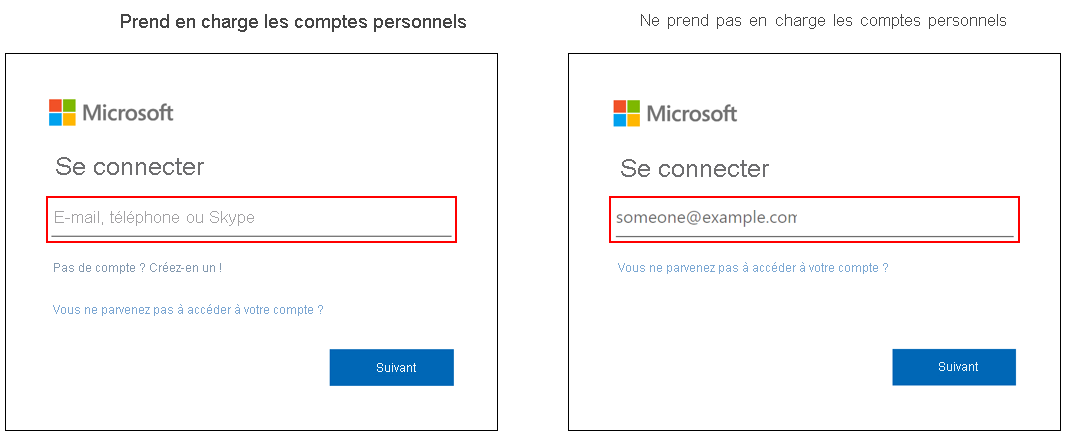 Prend en charge les comptes personnels
Microsoft
Se connecter
E-mail, téléphone ou Skype
Pas de compte ? Créez-en un !
Vous ne parvenez pas à accéder à votre compte ?
Suivant
Ne prend pas en charge les comptes personnels
Microsoft
Se connecter
someone@example.com
Vous ne parvenez pas à accéder à votre compte ?
Suivant